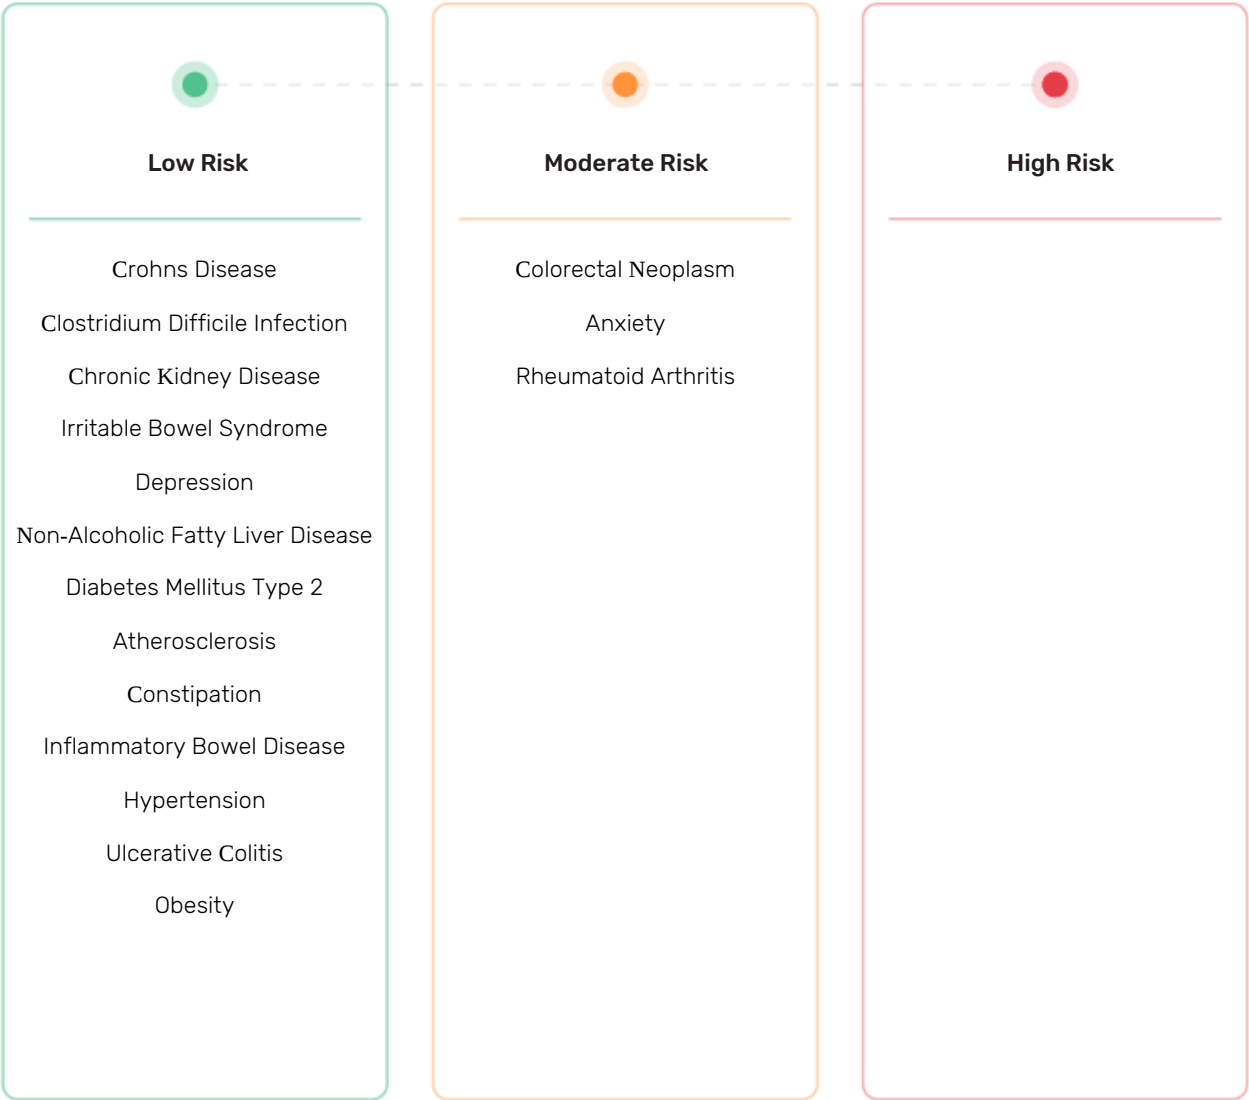 Low Risk
Crohns Disease
Clostridium Difficile Infection
Chronic Kidney Disease
Irritable Bowel Syndrome
Depression
Non-Alcoholic Fatty Liver Disease
Diabetes Mellitus Type 2
Atherosclerosis
Constipation
Inflammatory Bowel Disease
Hypertension
Ulcerative Colitis
Obesity
Moderate Risk
Colorectal Neoplasm
Anxiety
Rheumatoid Arthritis
High Risk